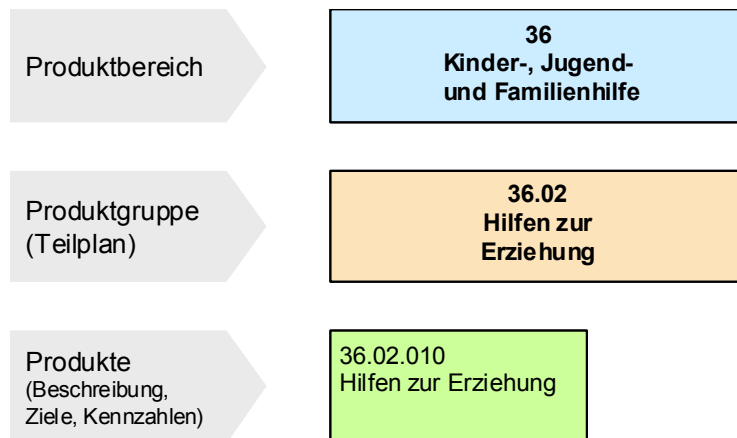 Produktbereich
36
Kinder-, Jugend-
und Familienhilfe
Produktgruppe
(Teilplan)
36.02
Hilfen zur
Erziehung
Produkte
(Beschreibung,
Ziele, Kennzahlen)
36.02.010
Hilfen zur Erziehung